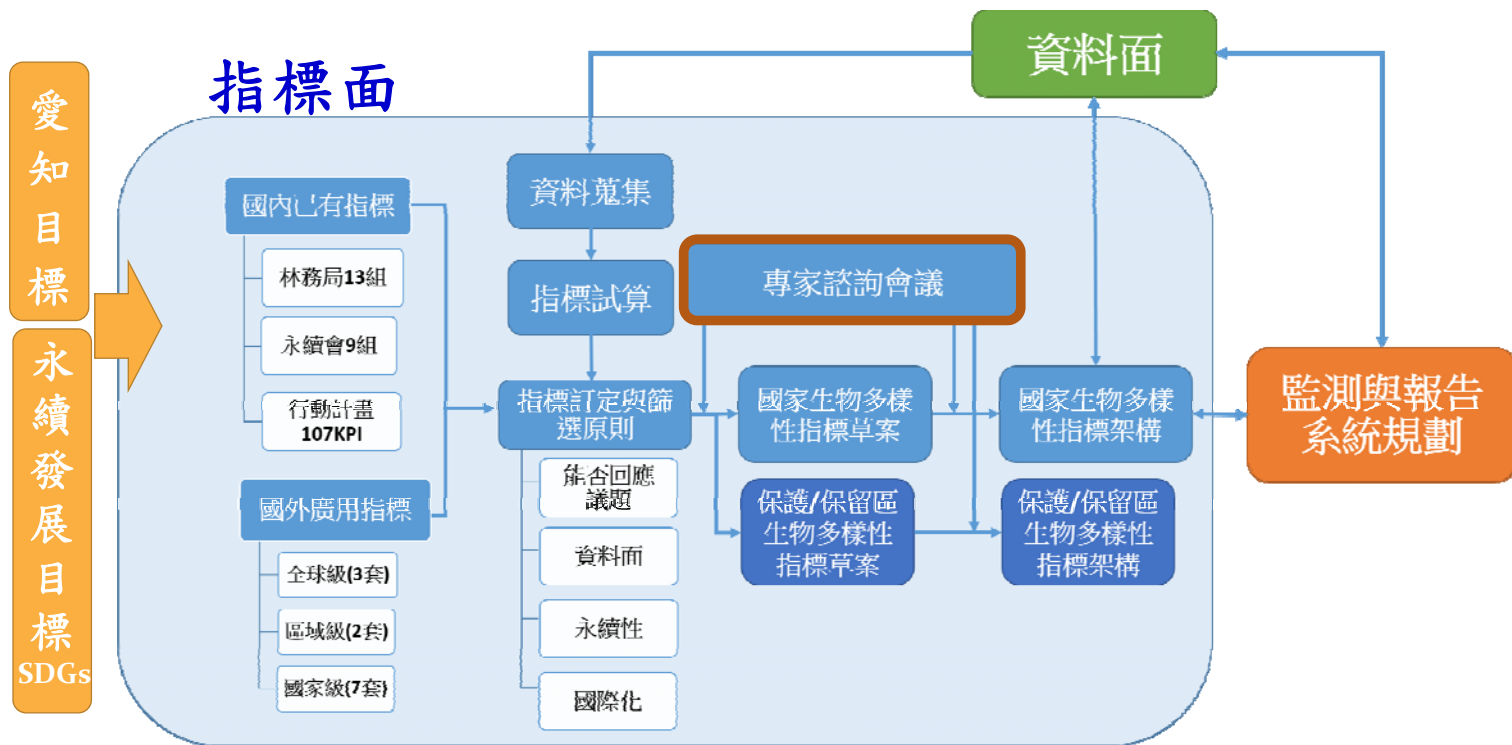 資料面
指標面
愛知目標
永續發展目標
SDGs
國內已有指標
林務局13組
永續會9組
行動計畫
107KPI
國外廣用指標
全球級(3套)
區域級(2套)
國家級(7套)
資料蒐集
指標試算
指標訂定與篩
選原則
能否回應
議題
資料面
永續性
國際化
專家諮詢會議
國家生物多樣
性指標草案
國家生物多樣
性指標架構
保護/保留區
生物多樣性
指標草案
保護/保留區
生物多樣性
指標架構
監測與報告
系統規劃